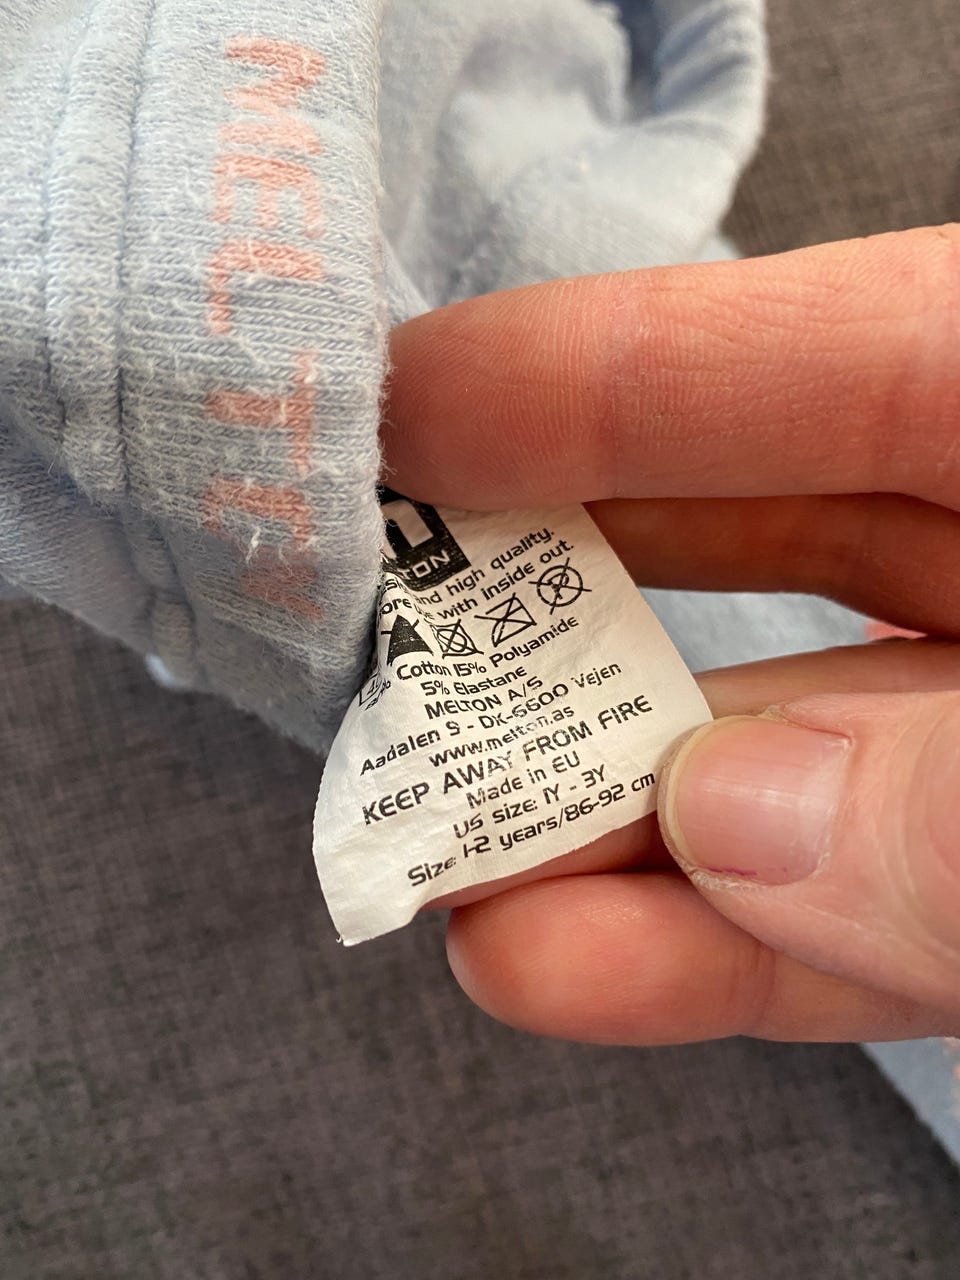 MELTON
TON
and high quality.
with inside out.
Cotton 15% Polyamide
5% Elastane
MELTON A/S
Aadalen 9 - DK-6600 Vejen
www.melton.as
KEEP AWAY FROM FIRE
Made in EU
US size: 1Y - 3Y
Size: 1-2 years/86-92 cm